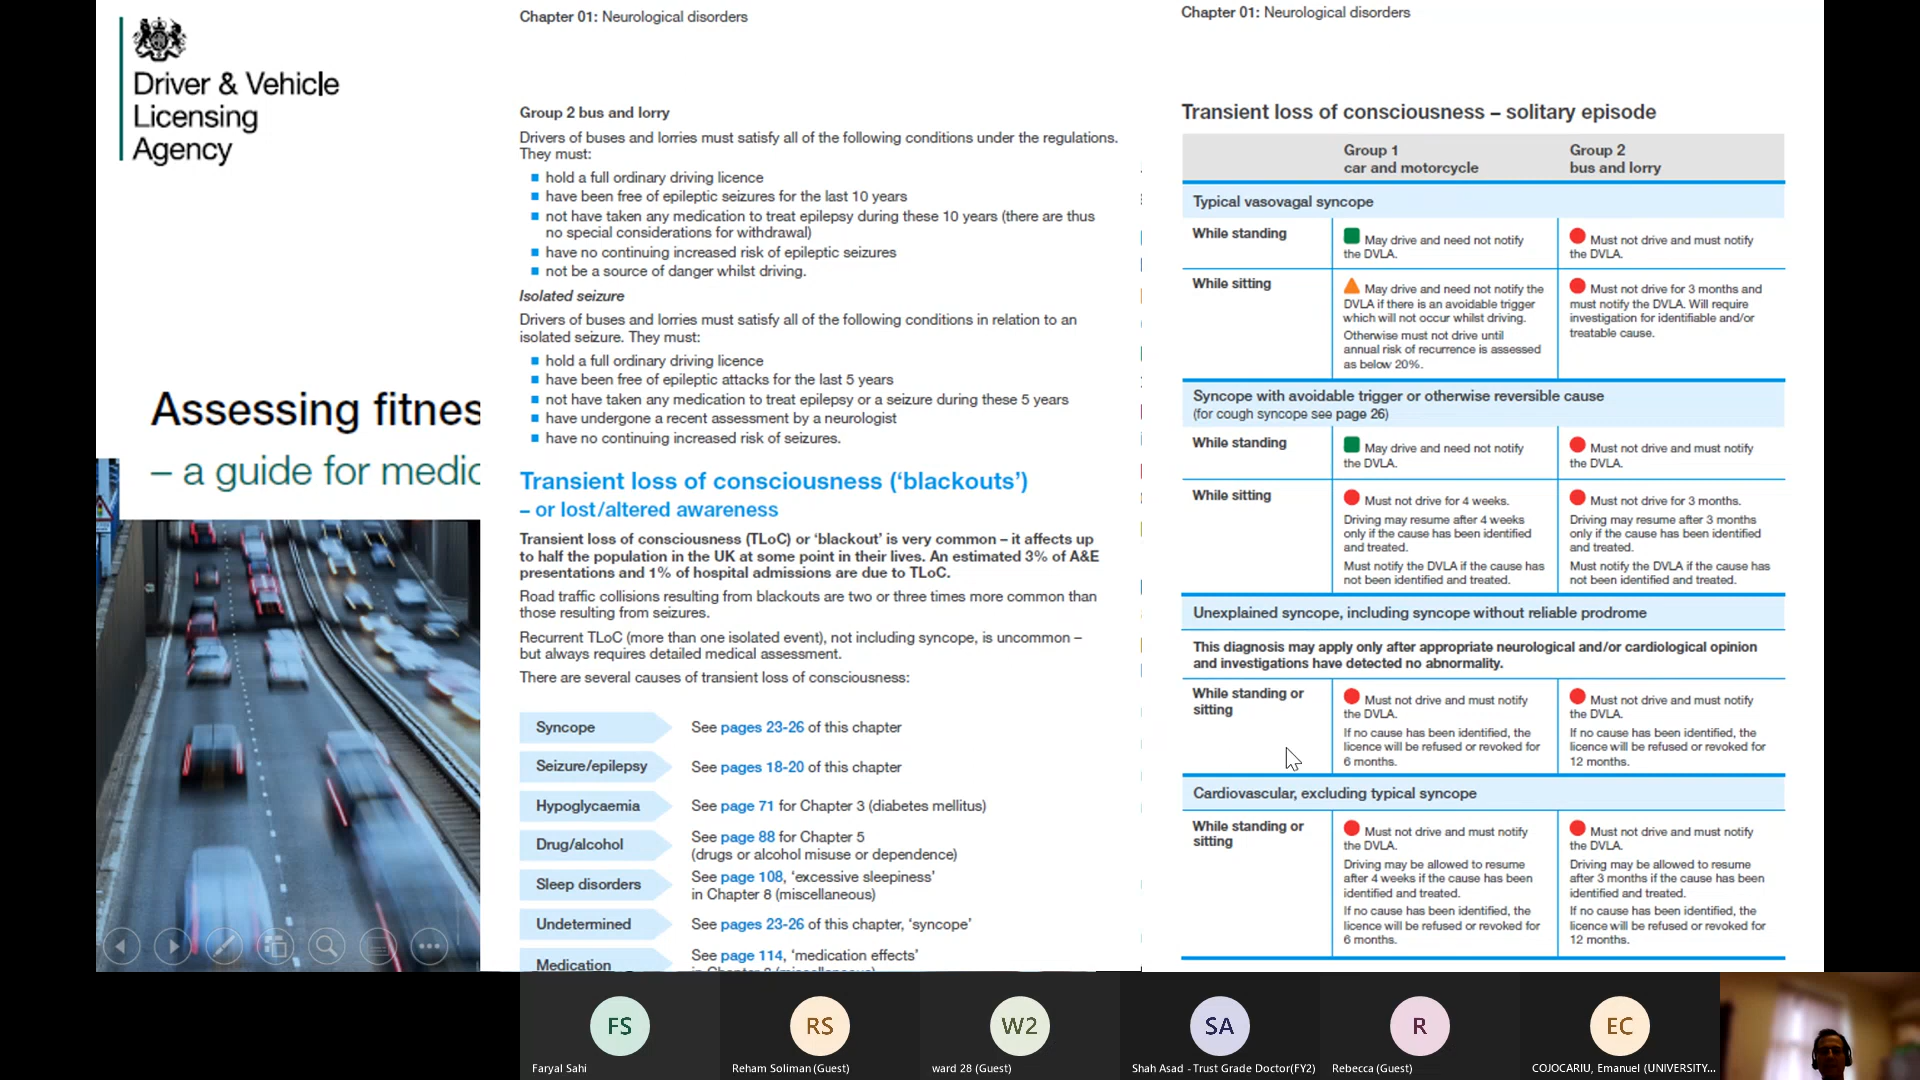 Driver & Vehicle
Licensing
Agency
Assessing fitnes
– a guide for medic
Chapter 01: Neurological disorders
Group 2 bus and lorry
Drivers of buses and lorries must satisfy all of the following conditions under the regulations.
They must:
hold a full ordinary driving licence
have been free of epileptic seizures for the last 10 years
not have taken any medication to treat epilepsy during these 10 years (there are thus
no special considerations for withdrawal)
have no continuing increased risk of epileptic seizures
not be a source of danger whilst driving.
Isolated seizure
Drivers of buses and lorries must satisfy all of the following conditions in relation to an
isolated seizure. They must:
hold a full ordinary driving licence
have been free of epileptic attacks for the last 5 years
not have taken any medication to treat epilepsy or a seizure during these 5 years
have undergone a recent assessment by a neurologist
have no continuing increased risk of seizures.
Transient loss of consciousness (‘blackouts’)
– or lost/altered awareness
Transient loss of consciousness (TLoC) or ‘blackout’ is very common – it affects up
to half the population in the UK at some point in their lives. An estimated 3% of A&E
presentations and 1% of hospital admissions are due to TLoC.
Road traffic collisions resulting from blackouts are two or three times more common than
those resulting from seizures.
Recurrent TLoC (more than one isolated event), not including syncope, is uncommon –
but always requires detailed medical assessment.
There are several causes of transient loss of consciousness:
Syncope See pages 23-26 of this chapter
Seizure/epilepsy See pages 18-20 of this chapter
Hypoglycaemia See page 71 for Chapter 3 (diabetes mellitus)
Drug/alcohol See page 88 for Chapter 5
(drugs or alcohol misuse or dependence)
Sleep disorders See page 108, ‘excessive sleepiness’
in Chapter 8 (miscellaneous)
Undetermined See pages 23-26 of this chapter, ‘syncope’
Medication See page 114, ‘medication effects’
Chapter 01: Neurological disorders
Transient loss of consciousness – solitary episode
Group 1
car and motorcycle
Group 2
bus and lorry
Typical vasovagal syncope
While standing
May drive and need not notify
the DVLA.
Must not drive and must notify
the DVLA.
While sitting
May drive and need not notify the
DVLA if there is an avoidable trigger
which will not occur whilst driving.
Otherwise must not drive until
annual risk of recurrence is assessed
as below 20%.
Must not drive for 3 months and
must notify the DVLA. Will require
investigation for identifiable and/or
treatable cause.
Syncope with avoidable trigger or otherwise reversible cause
(for cough syncope see page 26)
While standing
May drive and need not notify
the DVLA.
Must not drive and must notify
the DVLA.
While sitting
Must not drive for 4 weeks.
Driving may resume after 4 weeks
only if the cause has been identified
and treated.
Must notify the DVLA if the cause has
not been identified and treated.
Must not drive for 3 months.
Driving may resume after 3 months
only if the cause has been identified
and treated.
Must notify the DVLA if the cause has
not been identified and treated.
Unexplained syncope, including syncope without reliable prodrome
This diagnosis may apply only after appropriate neurological and/or cardiological opinion
and investigations have detected no abnormality.
While standing or
sitting
Must not drive and must notify
the DVLA.
If no cause has been identified, the
licence will be refused or revoked for
6 months.
Must not drive and must notify
the DVLA.
If no cause has been identified, the
licence will be refused or revoked for
12 months.
Cardiovascular, excluding typical syncope
While standing or
sitting
Must not drive and must notify
the DVLA.
Driving may be allowed to resume
after 4 weeks if the cause has been
identified and treated.
If no cause has been identified, the
licence will be refused or revoked for
6 months.
Must not drive and must notify
the DVLA.
Driving may be allowed to resume
after 3 months if the cause has been
identified and treated.
If no cause has been identified, the
licence will be refused or revoked for
12 months.
FS
RS
W2
SA
R
EC
Faryal Sahi
Reham Soliman (Guest)
ward 28 (Guest)
Shah Asad - Trust Grade Doctor(FY2)
Rebecca (Guest)
COJOCARIU, Emanuel (UNIVERSITY...